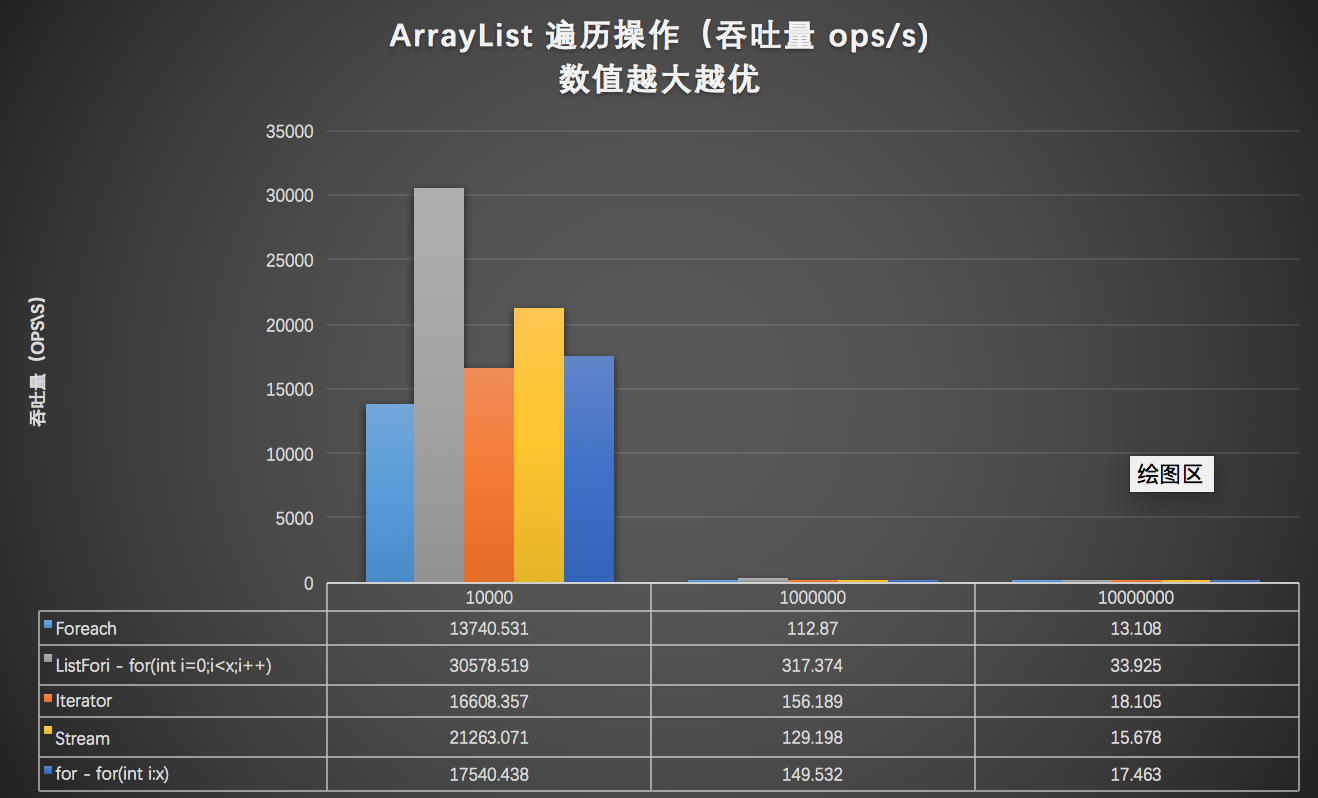 ArrayList 遍历操作（吞吐量 ops/s)
数值越大越优
35000
30000
25000
20000
15000
10000
5000
0
吞吐量（OPS\S)
绘图区
10000 1000000 10000000
Foreach 13740.531 112.87 13.108
ListFori - for(int i=0;i<x;i++) 30578.519 317.374 33.925
Iterator 16608.357 156.189 18.105
Stream 21263.071 129.198 15.678
for - for(int i:x) 17540.438 149.532 17.463